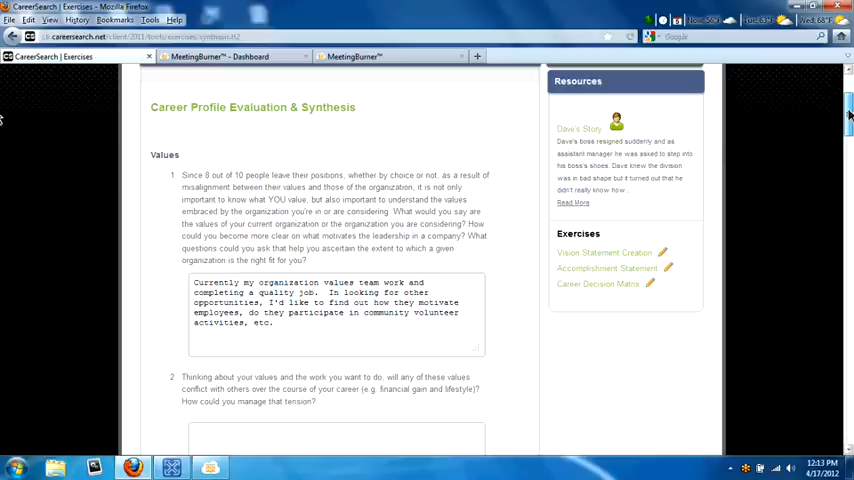 CareerSearch | Exercises - Mozilla Firefox
File Edit View History Bookmarks Tools Help
Now: 56°F Tue: 63°F Wed: 68°F
careersearch.net/client/2011/tools/exercises
Google
CareerSearch | Exercises
MeetingBurner™ - Dashboard
MeetingBurner™
Career Profile Evaluation & Synthesis
Values
1 Since 8 out of 10 people leave their positions, whether by choice or not, as a result of
misalignment between their values and those of the organization, it is not only
important to know what YOU value, but also important to understand the values
embraced by the organization you're in or are considering. What would you say are
the values of your current organization or the organization you are considering? How
could you become more clear on what motivates the leadership in a company? What
questions could you ask that help you ascertain the extent to which a given
organization is the right fit for you?
Currently my organization values team work and
completing a quality job. In looking for other
opportunities, I'd like to find out how they motivate
employees, do they participate in community volunteer
activities, etc.
2 Thinking about your values and the work you want to do, will any of these values
conflict with others over the course of your career (e.g. financial gain and lifestyle)?
How could you manage that tension?
Resources
Dave's Story
Dave's boss resigned suddenly and as
assistant manager he was asked to step into
his boss's shoes. Dave knew the division
was in bad shape but it turned out that he
didn't really know how...
Read More
Exercises
Vision Statement Creation
Accomplishment Statement
Career Decision Matrix
12:13 PM
4/17/2012